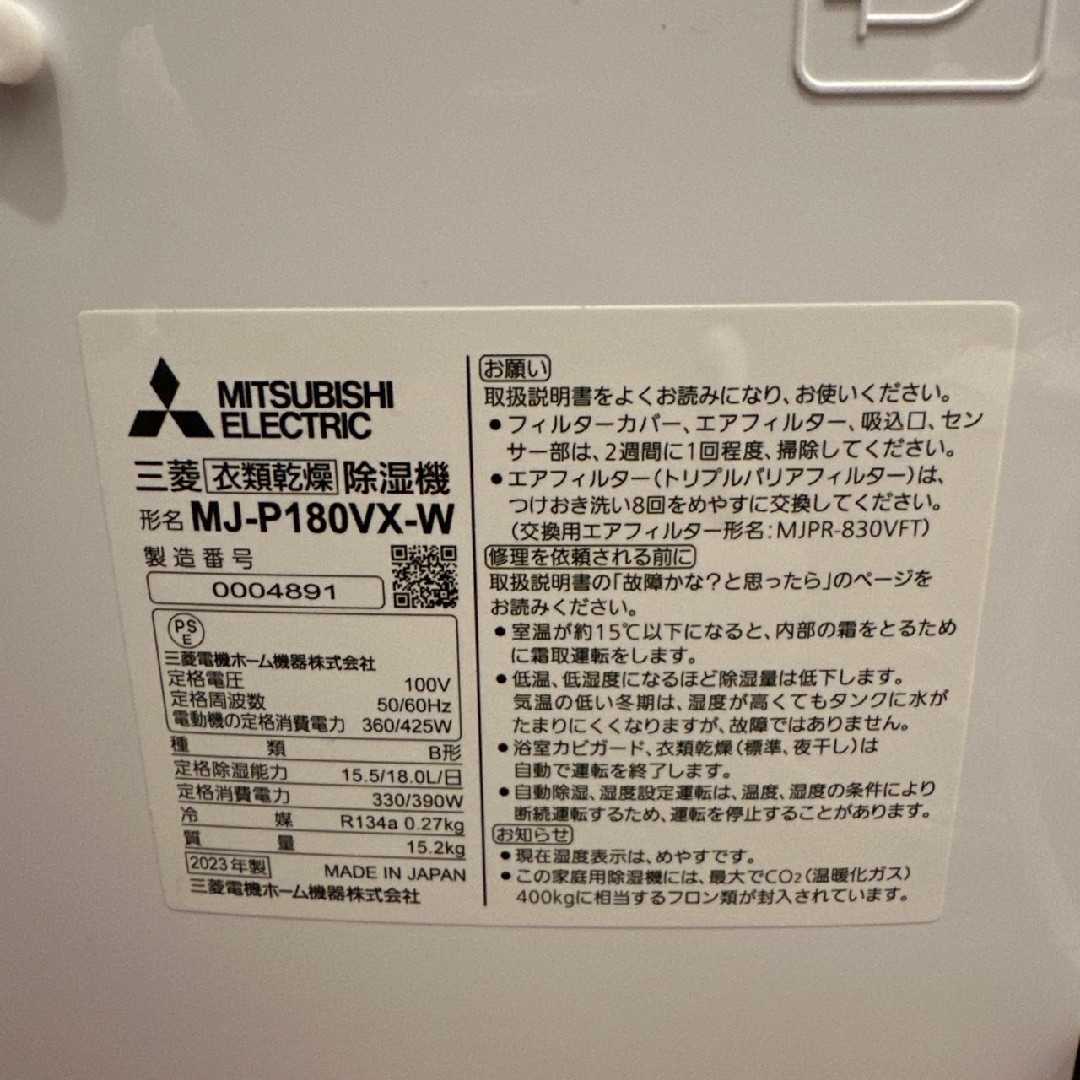 MITSUBISHI
ELECTRIC
三菱 衣類乾燥 除湿機
形名 MJ-P180VX-W
製造番号
0004891
PS
E
三菱電機ホーム機器株式会社
定格電圧 100V
定格周波数 50/60Hz
電動機の定格消費電力 360/425W
種類 B形
定格除湿能力 15.5/18.0L/日
定格消費電力 330/390W
冷媒 R134a 0.27kg
質量 15.2kg
2023年製 MADE IN JAPAN
三菱電機ホーム機器株式会社
お願い
取扱説明書をよくお読みになり、お使いください。
●フィルターカバー、エアフィルター、吸込口、セン
サー部は、2週間に1回程度、掃除してください。
●エアフィルター(トリプルバリアフィルター)は、
つけおき洗い8回をめやすに交換してください。
(交換用エアフィルター形名:MJPR-830VFT)
修理を依頼される前に
取扱説明書の「故障かな?と思ったら」のページを
お読みください。
●室温が約15℃以下になると、内部の霜をとるため
に霜取運転をします。
●低温、低湿度になるほど除湿量は低下します。
気温の低い冬期は、湿度が高くてもタンクに水が
たまりにくくなりますが、故障ではありません。
●浴室カビガード、衣類乾燥(標準、夜干し)は
自動で運転を終了します。
●自動除湿、湿度設定運転は、温度、湿度の条件により
断続運転するため、運転を停止することがあります。
お知らせ
●現在湿度表示は、めやすです。
●この家庭用除湿機には、最大でCO₂(温暖化ガス)
400kgに相当するフロン類が封入されています。